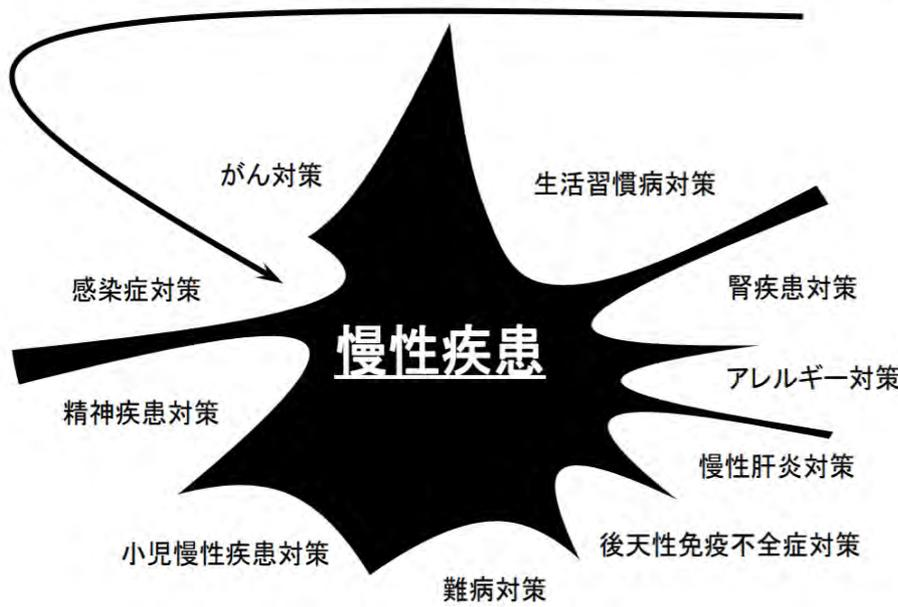 がん対策
生活習慣病対策
感染症対策
腎疾患対策
慢性疾患
アレルギー対策
精神疾患対策
慢性肝炎対策
後天性免疫不全症対策
小児慢性疾患対策
難病対策